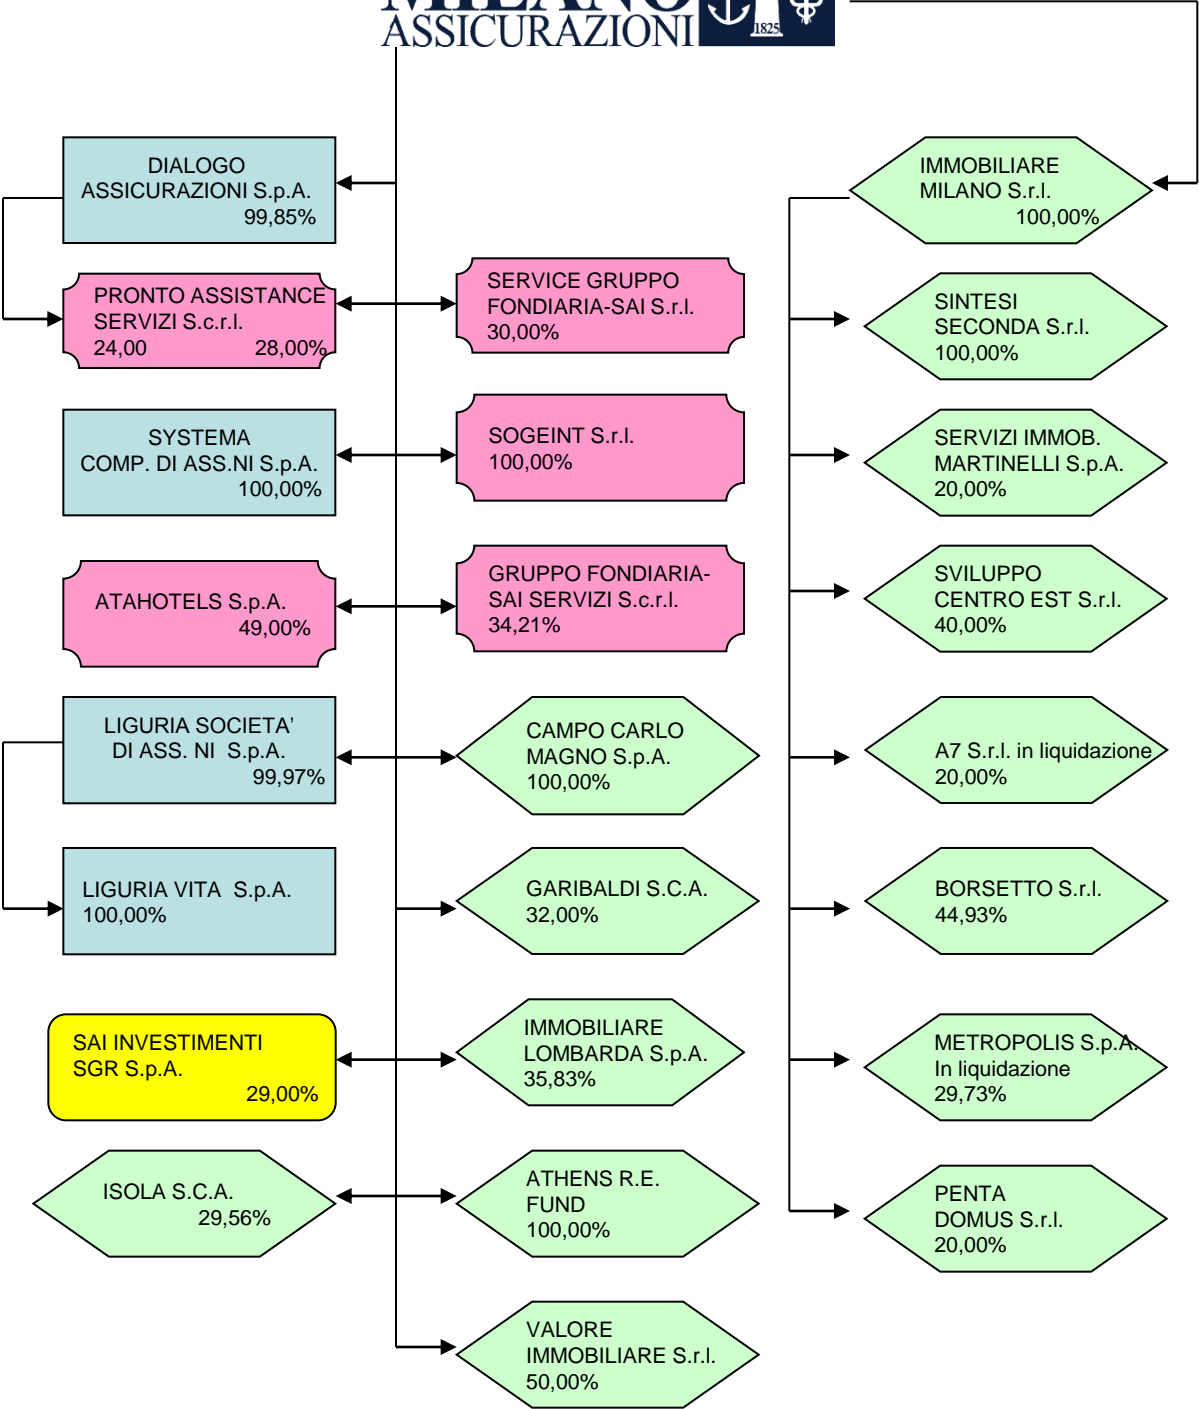 MILANO
ASSICURAZIONI
1825
DIALOGO
ASSICURAZIONI S.p.A.
99,85%
PRONTO ASSISTANCE
SERVIZI S.c.r.l.
24,00 28,00%
SYSTEMA
COMP. DI ASS.NI S.p.A.
100,00%
ATAHOTELS S.p.A.
49,00%
LIGURIA SOCIETA’
DI ASS. NI S.p.A.
99,97%
LIGURIA VITA S.p.A.
100,00%
SAI INVESTIMENTI
SGR S.p.A.
29,00%
ISOLA S.C.A.
29,56%
SERVICE GRUPPO
FONDIARIA-SAI S.r.l.
30,00%
SOGEINT S.r.l.
100,00%
GRUPPO FONDIARIA-
SAI SERVIZI S.c.r.l.
34,21%
CAMPO CARLO
MAGNO S.p.A.
100,00%
GARIBALDI S.C.A.
32,00%
IMMOBILIARE
LOMBARDA S.p.A.
35,83%
ATHENS R.E.
FUND
100,00%
VALORE
IMMOBILIARE S.r.l.
50,00%
IMMOBILIARE
MILANO S.r.l.
100,00%
SINTESI
SECONDA S.r.l.
100,00%
SERVIZI IMMOB.
MARTINELLI S.p.A.
20,00%
SVILUPPO
CENTRO EST S.r.l.
40,00%
A7 S.r.l. in liquidazione
20,00%
BORSETTO S.r.l.
44,93%
METROPOLIS S.p.A.
In liquidazione
29,73%
PENTA
DOMUS S.r.l.
20,00%